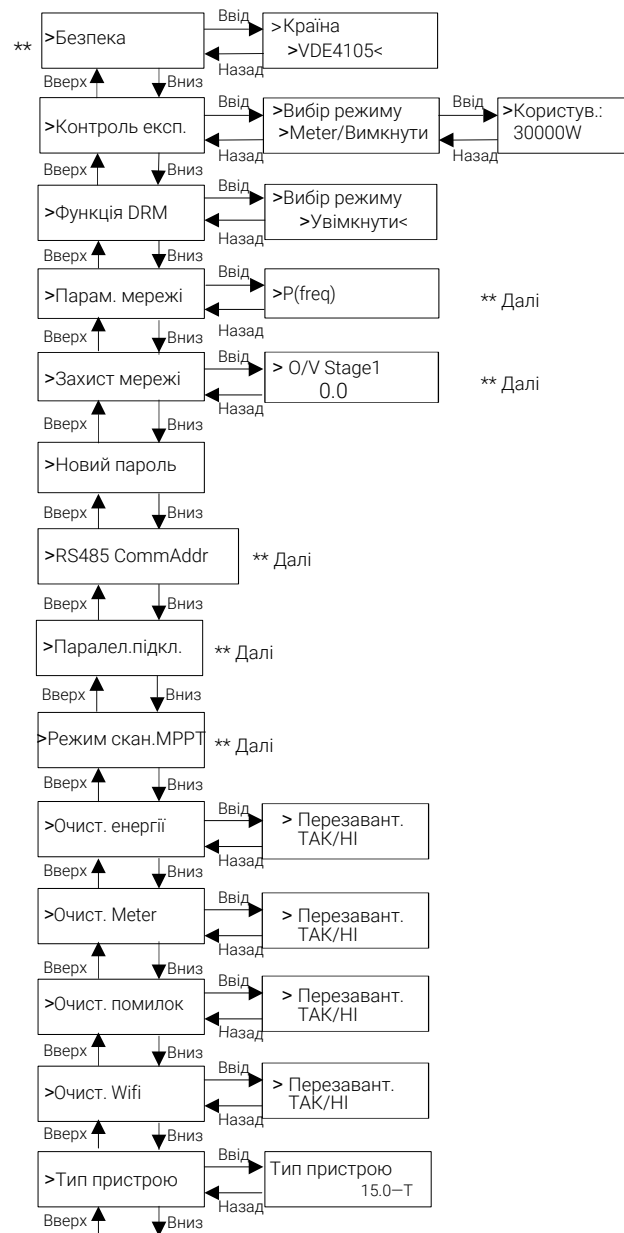 Ввід
** >Безпека
>Країна
>VDE4105<
Назад
Вверх Вниз
Ввід
>Контроль експ.
>Вибір режиму
>Meter/Вимкнути
Ввід
>Користув.:
30000W
Назад
Назад
Вверх Вниз
Ввід
>Функція DRM
>Вибір режиму
>Увімкнути<
Назад
Вверх Вниз
Ввід
>Парам. мережі
>P(freq)
** Далі
Назад
Вверх Вниз
Ввід
>Захист мережі
> O/V Stage1
0.0
** Далі
Назад
Вверх Вниз
>Новий пароль
Вверх Вниз
>RS485 CommAddr
** Далі
Вверх Вниз
>Паралел.підкл.
** Далі
Вверх Вниз
>Режим скан.MPPT
** Далі
Вверх Вниз
Ввід
>Очист. енергії
> Перезавант.
ТАК/НІ
Назад
Вверх Вниз
Ввід
>Очист. Meter
> Перезавант.
ТАК/НІ
Назад
Вверх Вниз
Ввід
>Очист. помилок
> Перезавант.
ТАК/НІ
Назад
Вверх Вниз
Ввід
>Очист. Wifi
> Перезавант.
ТАК/НІ
Назад
Вверх Вниз
Ввід
>Тип пристрою
Тип пристрою
15.0—T
Назад
Вверх Вниз